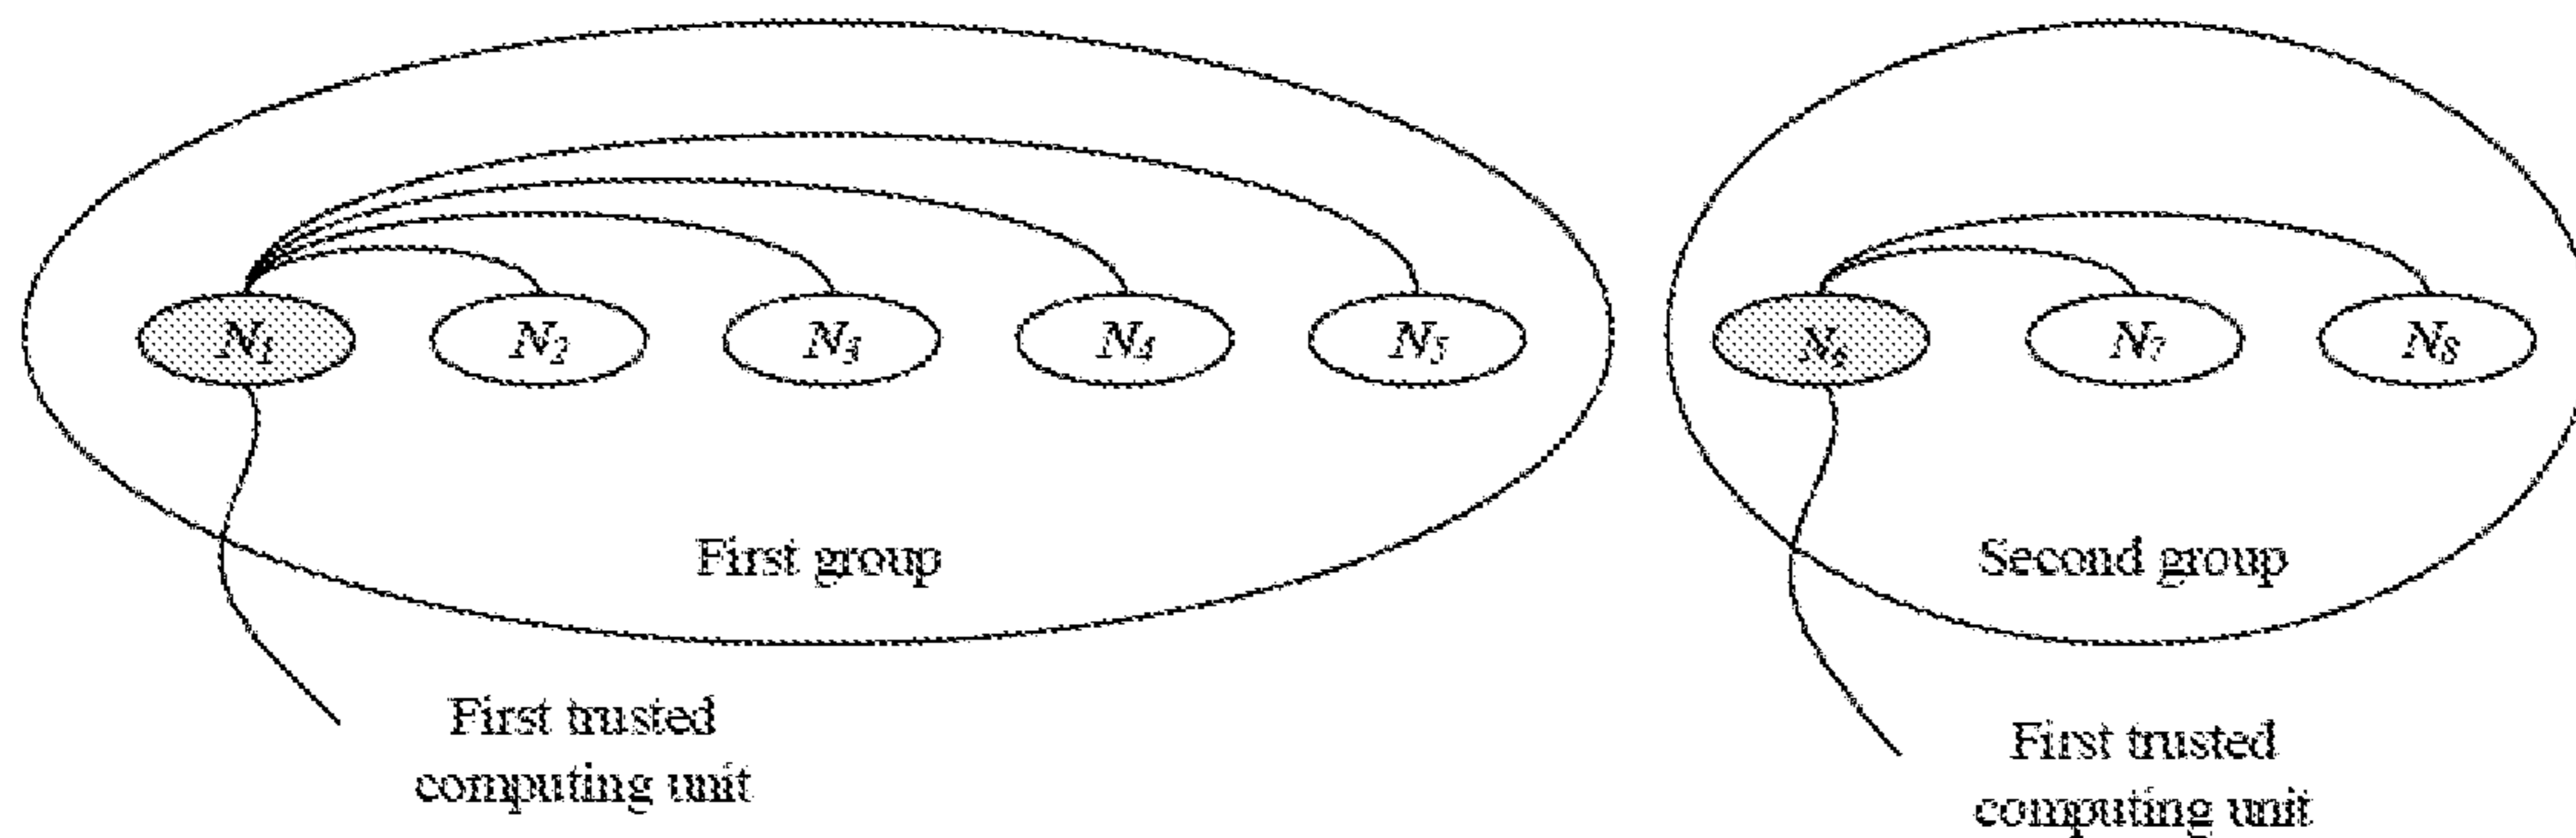 N1 N2 N3 N4 N5 N6 N7 N8
First group
Second group
First trusted
computing unit
First trusted
computing unit